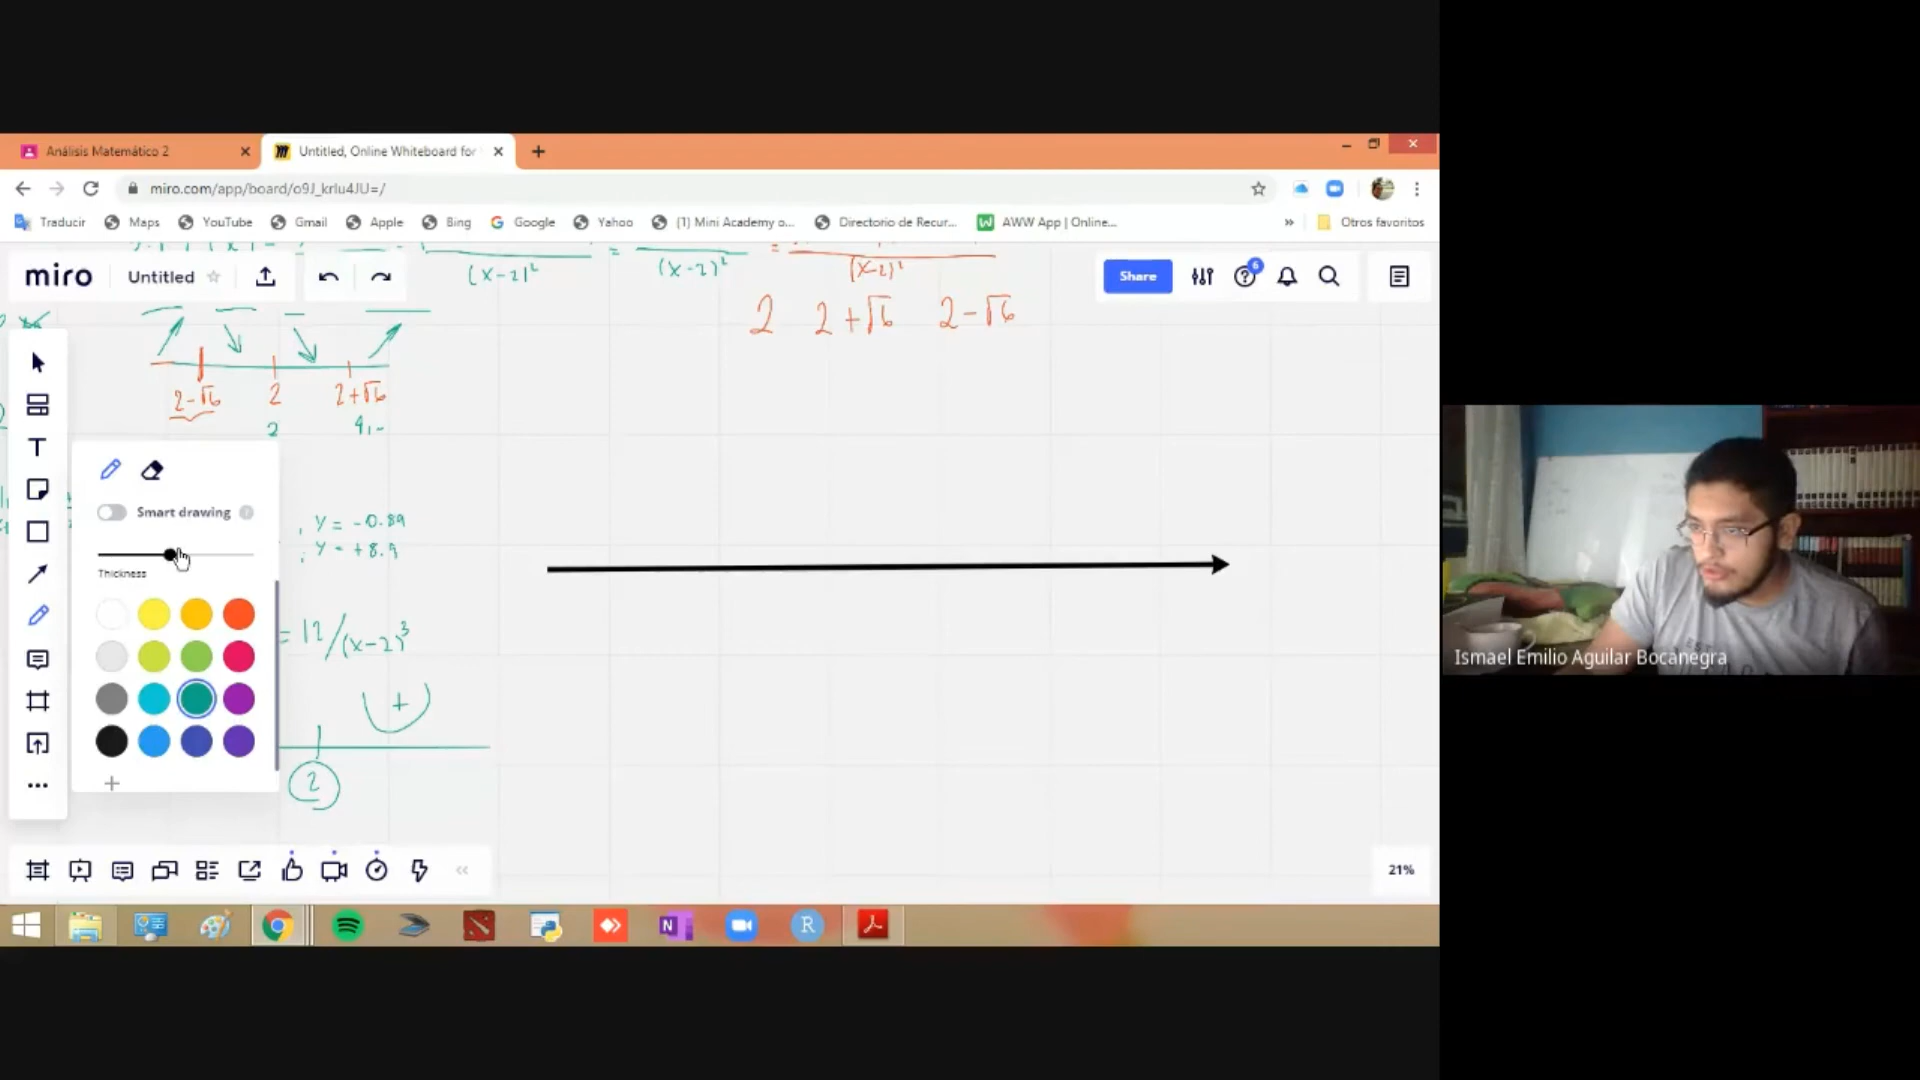 Análisis Matemático 2
Untitled, Online Whiteboard for
miro.com/app/board/o9J_krlu4JU=/
Traducir Maps YouTube Gmail Apple Bing Google Yahoo (1) Mini Academy o... Directorio de Recur... AWW App | Online... » Otros favoritos
miro Untitled
Share
6
(x-2)²
(x-2)²
= 
(x-2)²
2 2+√6 2-√6
2-√6 2 2+√6
2 4,-
T
Smart drawing
Thickness
, Y = -0.89
; Y = +8.9
= 12/(x-2)³
+
2
21%
Ismael Emilio Aguilar Bocanegra